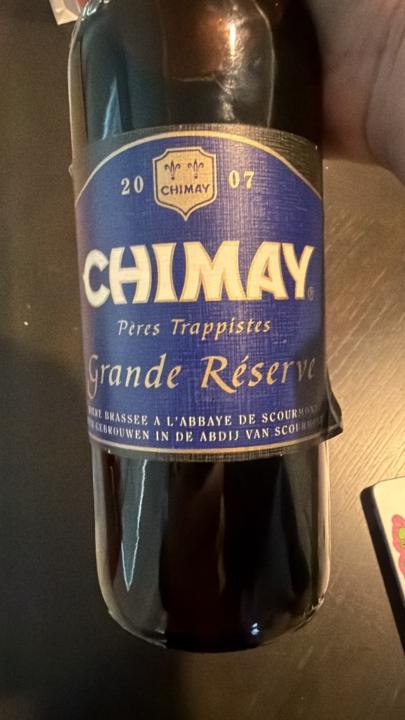 20 CHIMAY 07
CHIMAY®
Pères Trappistes
Grande Réserve
BRASSEE A L'ABBAYE DE
GEBROUWEN IN DE ABDIJ VAN